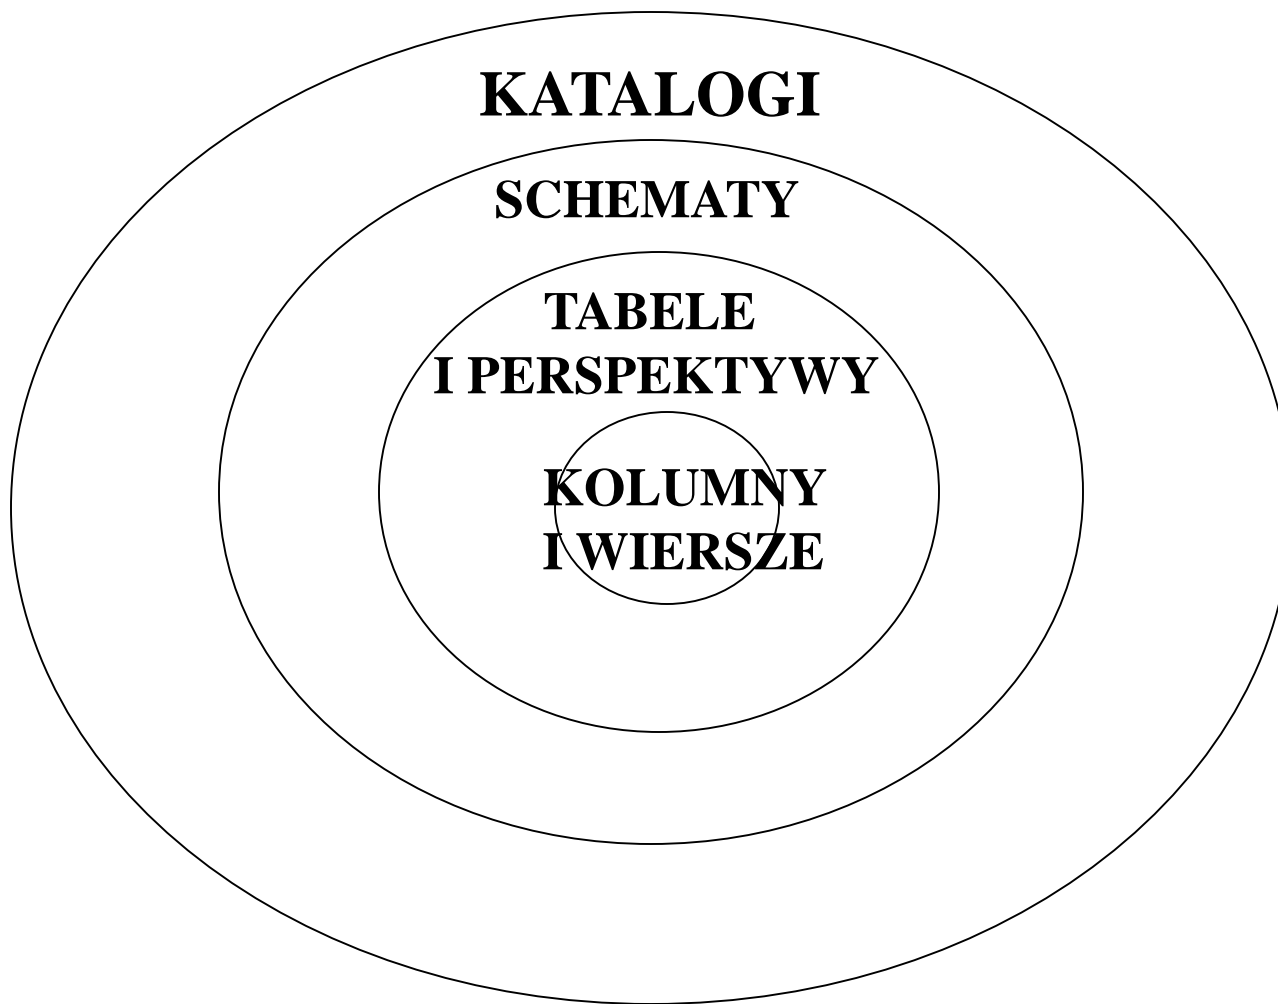 KATALOGI
SCHEMATY
TABELE
I PERSPEKTYWY
KOLUMNY
I WIERSZE